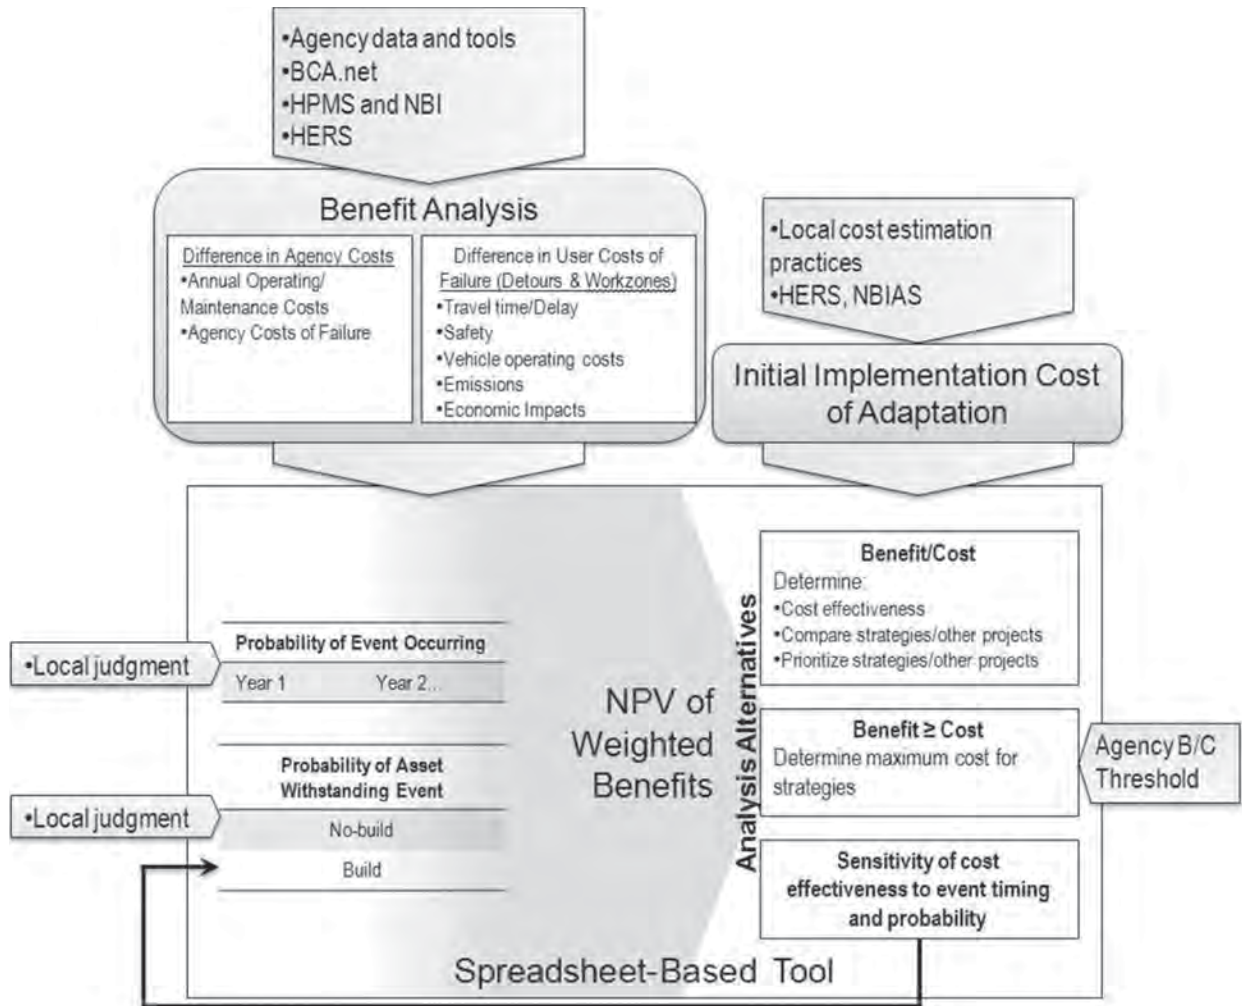 •Agency data and tools
•BCA.net
•HPMS and NBI
•HERS
Benefit Analysis
Difference in Agency Costs
•Annual Operating/
Maintenance Costs
•Agency Costs of Failure
Difference in User Costs of
Failure (Detours & Workzones)
•Travel time/Delay
•Safety
•Vehicle operating costs
•Emissions
•Economic Impacts
•Local cost estimation
practices
•HERS, NBIAS
Initial Implementation Cost
of Adaptation
•Local judgment
Probability of Event Occurring
Year 1 Year 2...
•Local judgment
Probability of Asset
Withstanding Event
No-build
Build
NPV of
Weighted
Benefits
Analysis Alternatives
Benefit/Cost
Determine:
•Cost effectiveness
•Compare strategies/other projects
•Prioritize strategies/other projects
Benefit ≥ Cost
Determine maximum cost for
strategies
Agency B/C
Threshold
Sensitivity of cost
effectiveness to event timing
and probability
Spreadsheet-Based Tool